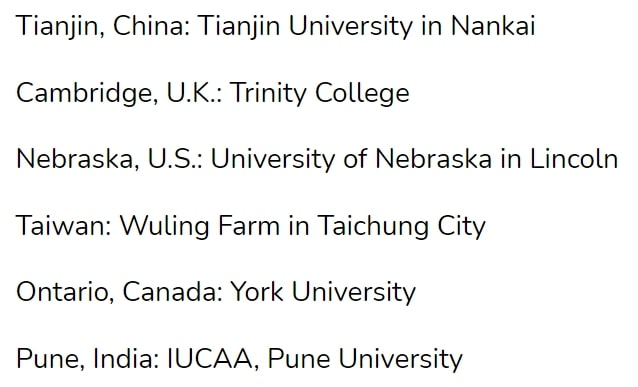 Tianjin, China: Tianjin University in Nankai
Cambridge, U.K.: Trinity College
Nebraska, U.S.: University of Nebraska in Lincoln
Taiwan: Wuling Farm in Taichung City
Ontario, Canada: York University
Pune, India: IUCAA, Pune University